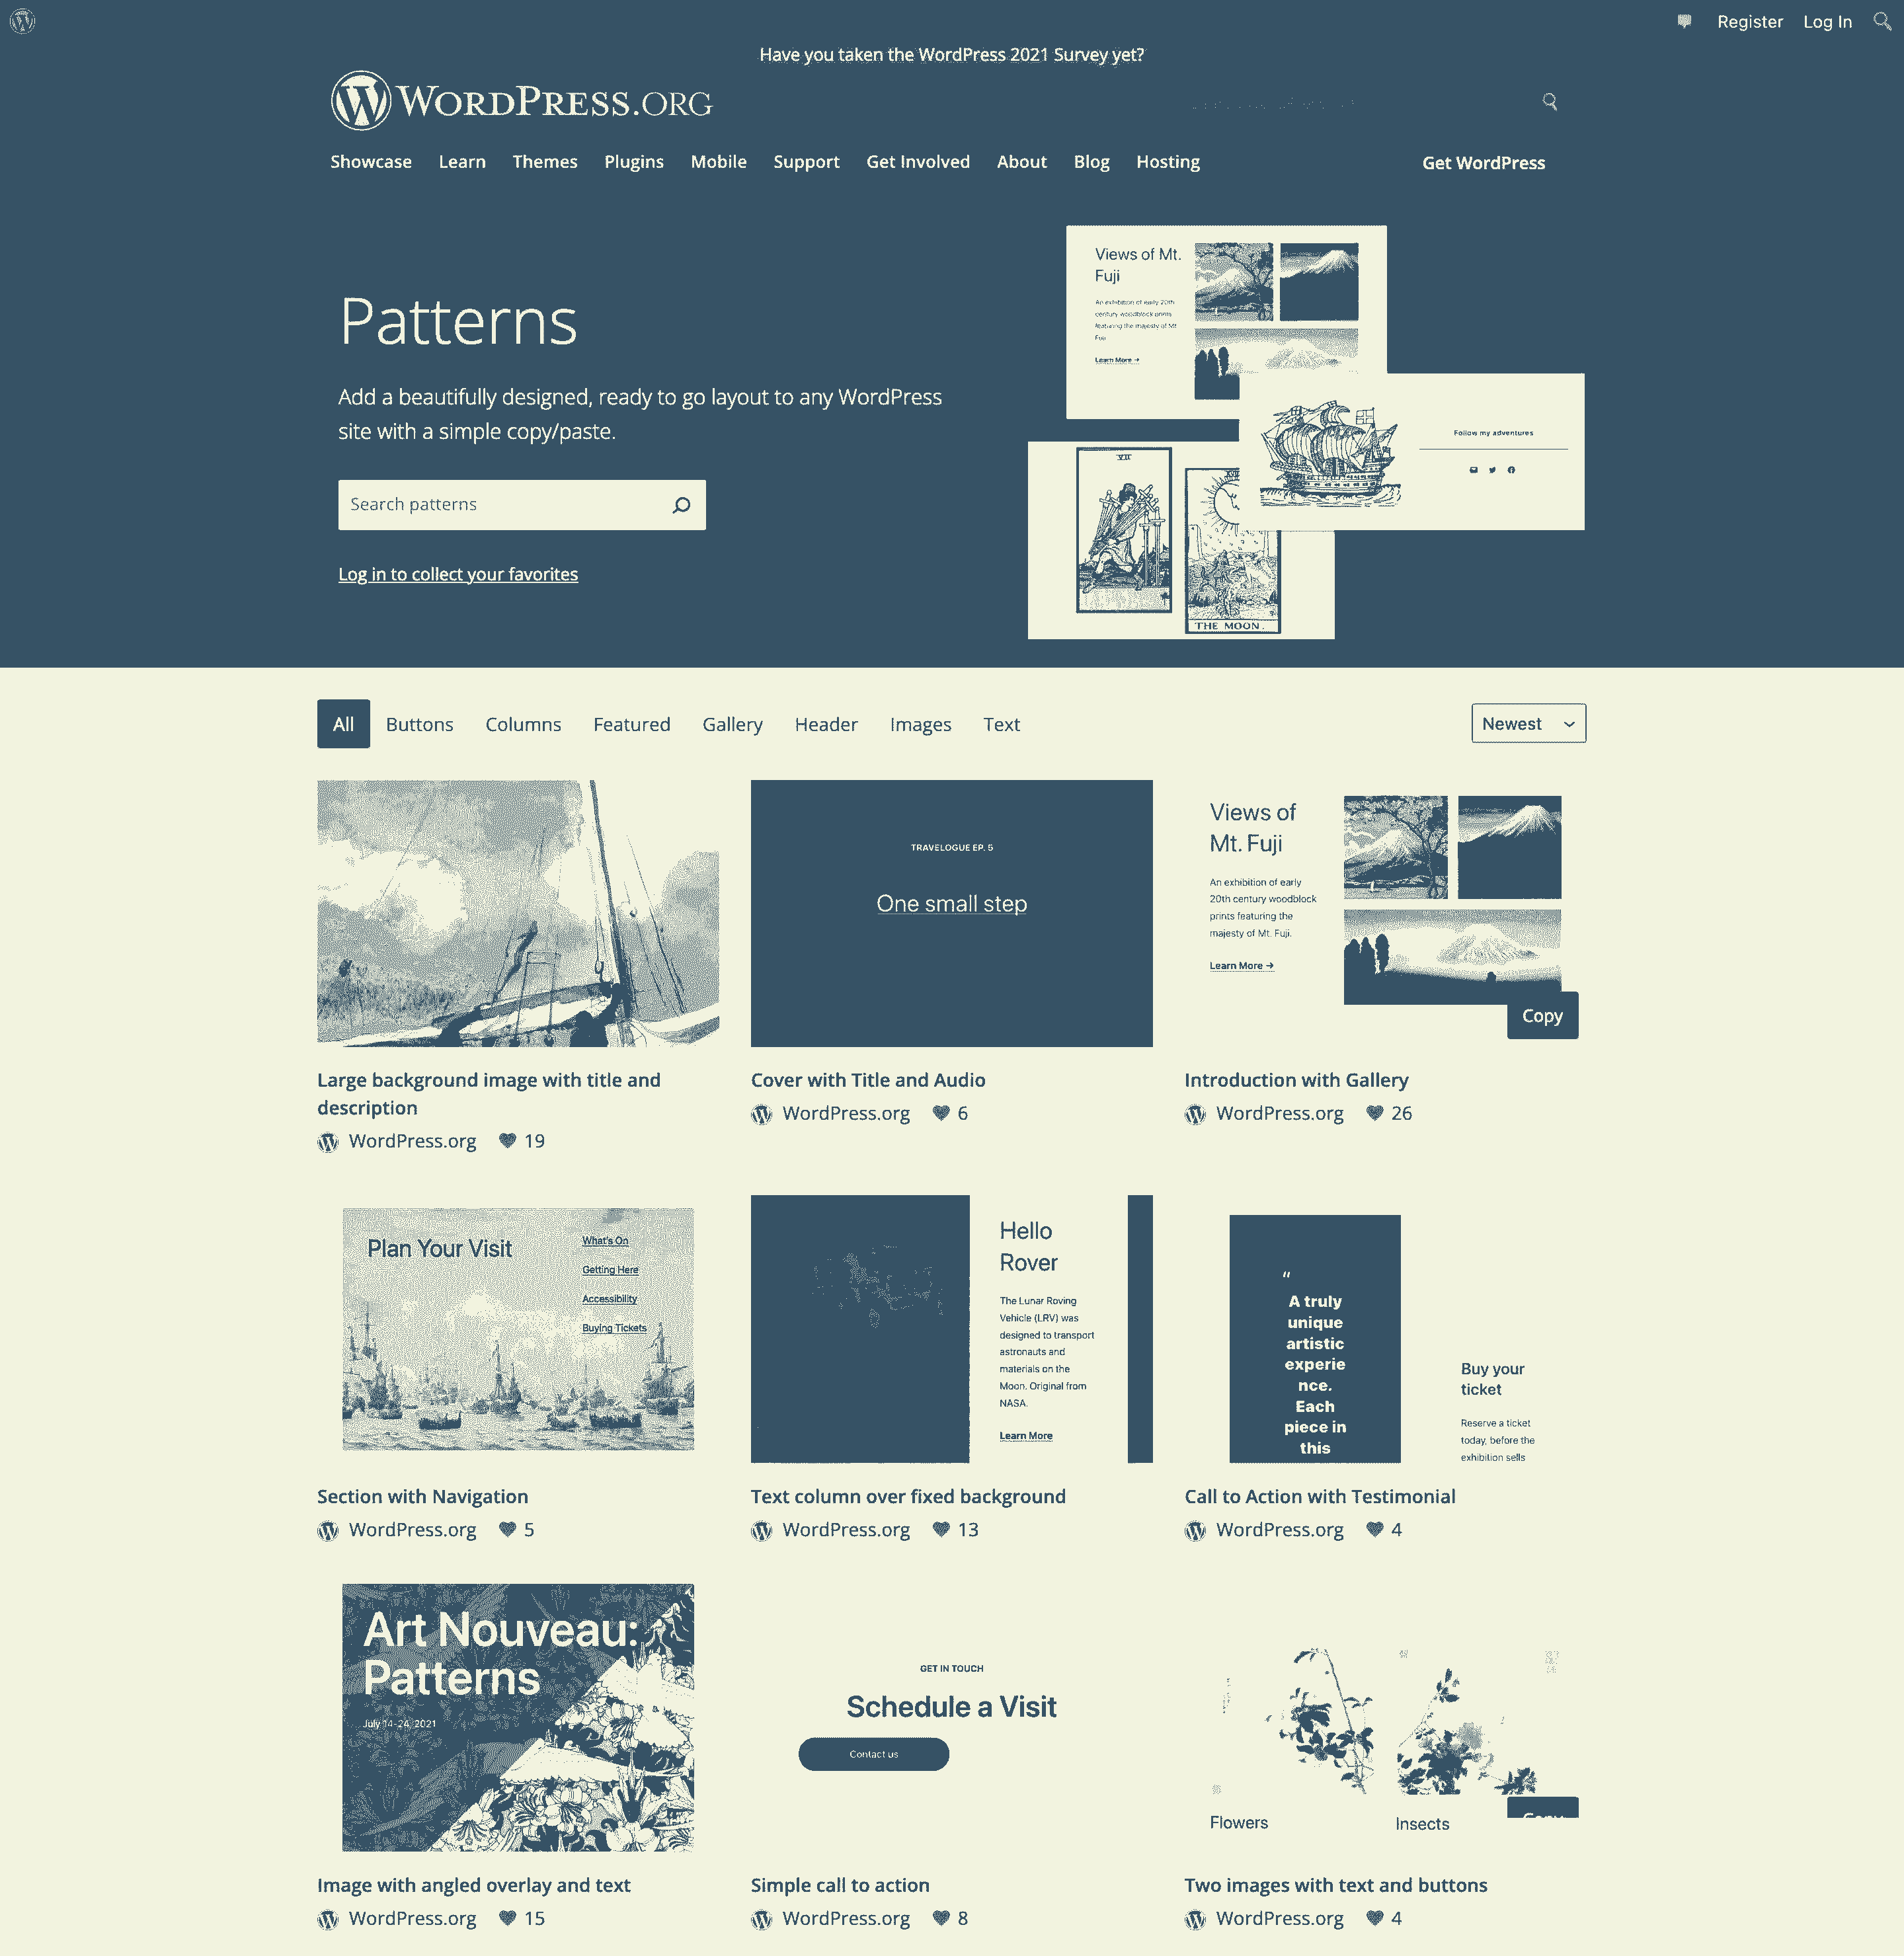 Register Log In
Have you taken the WordPress 2021 Survey yet?
WORDPRESS.ORG
Showcase Learn Themes Plugins Mobile Support Get Involved About Blog Hosting Get WordPress
Patterns
Add a beautifully designed, ready to go layout to any WordPress
site with a simple copy/paste.
Search patterns
Log in to collect your favorites
Views of Mt.
Fuji
An exhibition of early 20th
century woodblock prints
featuring the majesty of Mt
Fuji
Learn More →
Follow my adventures
VII
THE MOON.
All Buttons Columns Featured Gallery Header Images Text Newest
TRAVELOGUE EP. 5
One small step
Views of
Mt. Fuji
An exhibition of early
20th century woodblock
prints featuring the
majesty of Mt. Fuji.
Learn More →
Copy
Large background image with title and
description
WordPress.org 19
Cover with Title and Audio
WordPress.org 6
Introduction with Gallery
WordPress.org 26
Plan Your Visit
What's On
Getting Here
Accessibility
Buying Tickets
Hello
Rover
The Lunar Roving
Vehicle (LRV) was
designed to transport
astronauts and
materials on the
Moon. Original from
NASA.
Learn More
“
A truly
unique
artistic
experie
nce.
Each
piece in
this
Buy your
ticket
Reserve a ticket
today, before the
exhibition sells
Section with Navigation
WordPress.org 5
Text column over fixed background
WordPress.org 13
Call to Action with Testimonial
WordPress.org 4
Art Nouveau:
Patterns
July 14-24, 2021
GET IN TOUCH
Schedule a Visit
Contact us
Flowers
Insects
Copy
Image with angled overlay and text
WordPress.org 15
Simple call to action
WordPress.org 8
Two images with text and buttons
WordPress.org 4